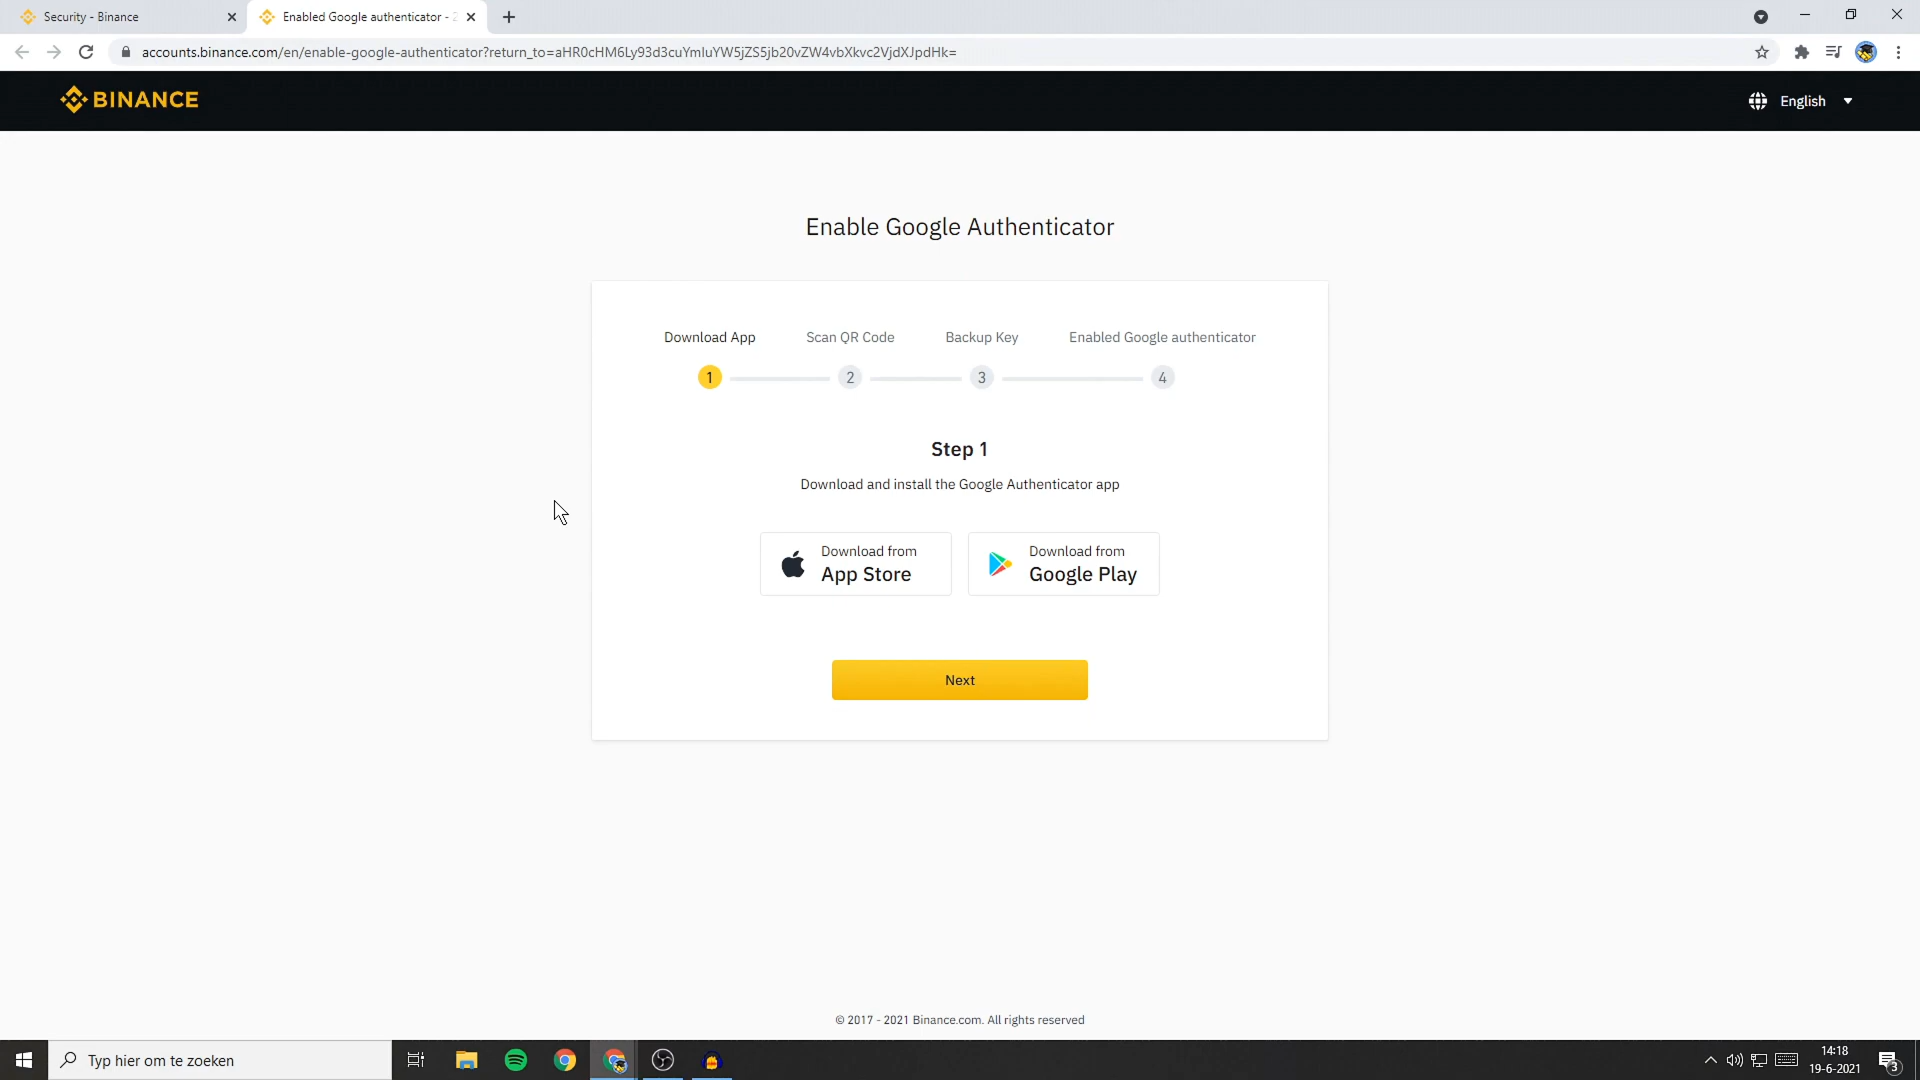 Security - Binance
Enabled Google authenticator -
accounts.binance.com/en/enable-google-authenticator?return_to=aHR0cHM6Ly93d3cuYmluYW5jZS5jb20vZW4vbXkvc2VjdXJpdHk=
BINANCE
English
Enable Google Authenticator
Download App
Scan QR Code
Backup Key
Enabled Google authenticator
1
2
3
4
Step 1
Download and install the Google Authenticator app
Download from
App Store
Download from
Google Play
Next
© 2017 - 2021 Binance.com. All rights reserved
Typ hier om te zoeken
14:18
19-6-2021
3